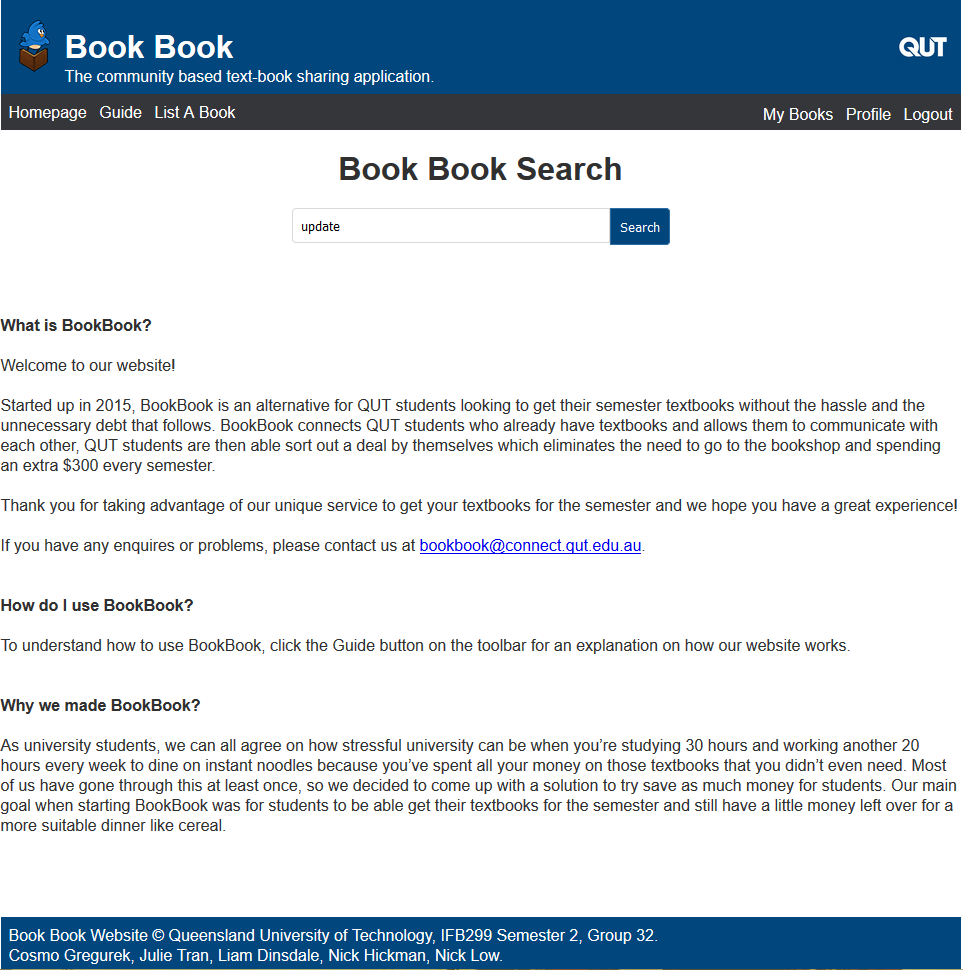 Book Book
QUT
The community based text-book sharing application.
Homepage Guide List A Book My Books Profile Logout
Book Book Search
update Search
What is BookBook?
Welcome to our website!
Started up in 2015, BookBook is an alternative for QUT students looking to get their semester textbooks without the hassle and the
unnecessary debt that follows. BookBook connects QUT students who already have textbooks and allows them to communicate with
each other, QUT students are then able sort out a deal by themselves which eliminates the need to go to the bookshop and spending
an extra $300 every semester.
Thank you for taking advantage of our unique service to get your textbooks for the semester and we hope you have a great experience!
If you have any enquires or problems, please contact us at bookbook@connect.qut.edu.au.
How do I use BookBook?
To understand how to use BookBook, click the Guide button on the toolbar for an explanation on how our website works.
Why we made BookBook?
As university students, we can all agree on how stressful university can be when you’re studying 30 hours and working another 20
hours every week to dine on instant noodles because you’ve spent all your money on those textbooks that you didn’t even need. Most
of us have gone through this at least once, so we decided to come up with a solution to try save as much money for students. Our main
goal when starting BookBook was for students to be able get their textbooks for the semester and still have a little money left over for a
more suitable dinner like cereal.
Book Book Website © Queensland University of Technology, IFB299 Semester 2, Group 32.
Cosmo Gregurek, Julie Tran, Liam Dinsdale, Nick Hickman, Nick Low.